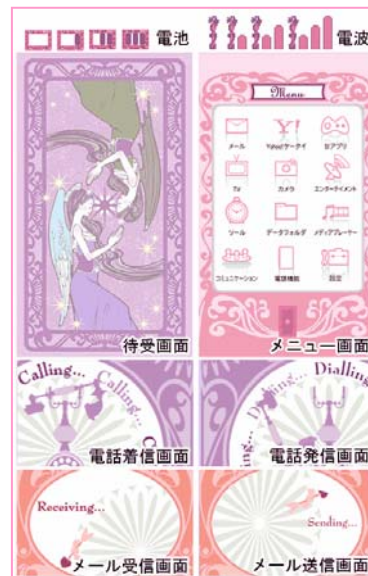 電池
電波
Menu
メール
Yahoo!ケータイ
S!アプリ
TV
カメラ
エンターテイメント
ツール
データフォルダ
メディアプレーヤー
コミュニケーション
電話機能
設定
待受画面
メニュー画面
Calling...
Calling...
電話着信画面
Dialling
Dialling...
電話発信画面
Receiving...
メール受信画面
Sending...
メール送信画面